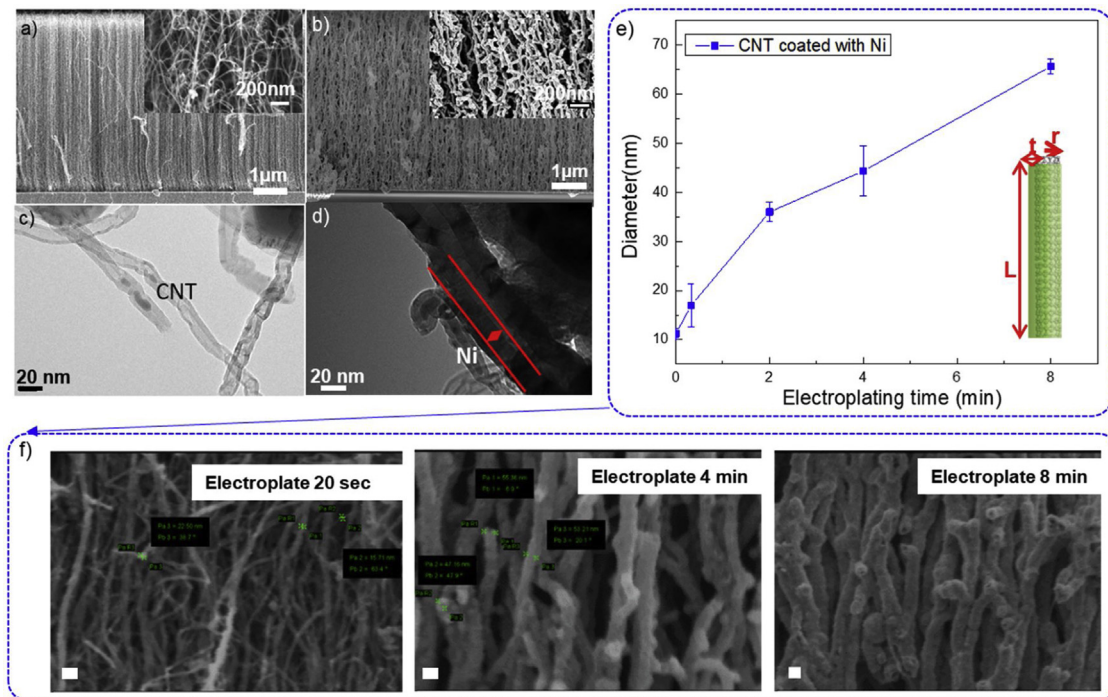 a)
200nm
1μm
b)
200nm
1μm
c)
CNT
20 nm
d)
Ni
20 nm
e)
CNT coated with Ni
70
60
50
40
30
20
10
Diameter(nm)
0
2
4
6
8
Electroplating time (min)
t
r
L
f)
Electroplate 20 sec
Electroplate 4 min
Electroplate 8 min